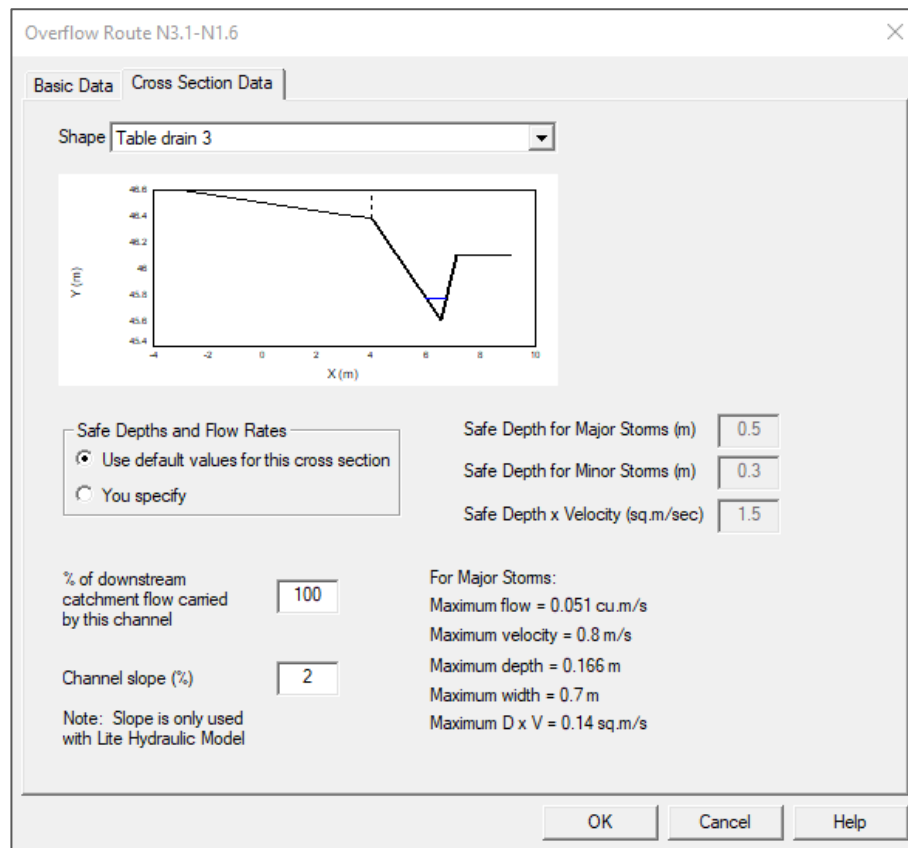 Overflow Route N3.1-N1.6
Basic Data
Cross Section Data
Shape
Table drain 3
46.6
46.4
46.2
46
45.8
45.6
45.4
Y (m)
-4
-2
0
2
4
6
8
10
X (m)
Safe Depths and Flow Rates
Use default values for this cross section
You specify
Safe Depth for Major Storms (m)
0.5
Safe Depth for Minor Storms (m)
0.3
Safe Depth x Velocity (sq.m/sec)
1.5
% of downstream
catchment flow carried
by this channel
100
Channel slope (%)
2
Note: Slope is only used
with Lite Hydraulic Model
For Major Storms:
Maximum flow = 0.051 cu.m/s
Maximum velocity = 0.8 m/s
Maximum depth = 0.166 m
Maximum width = 0.7 m
Maximum D x V = 0.14 sq.m/s
OK
Cancel
Help